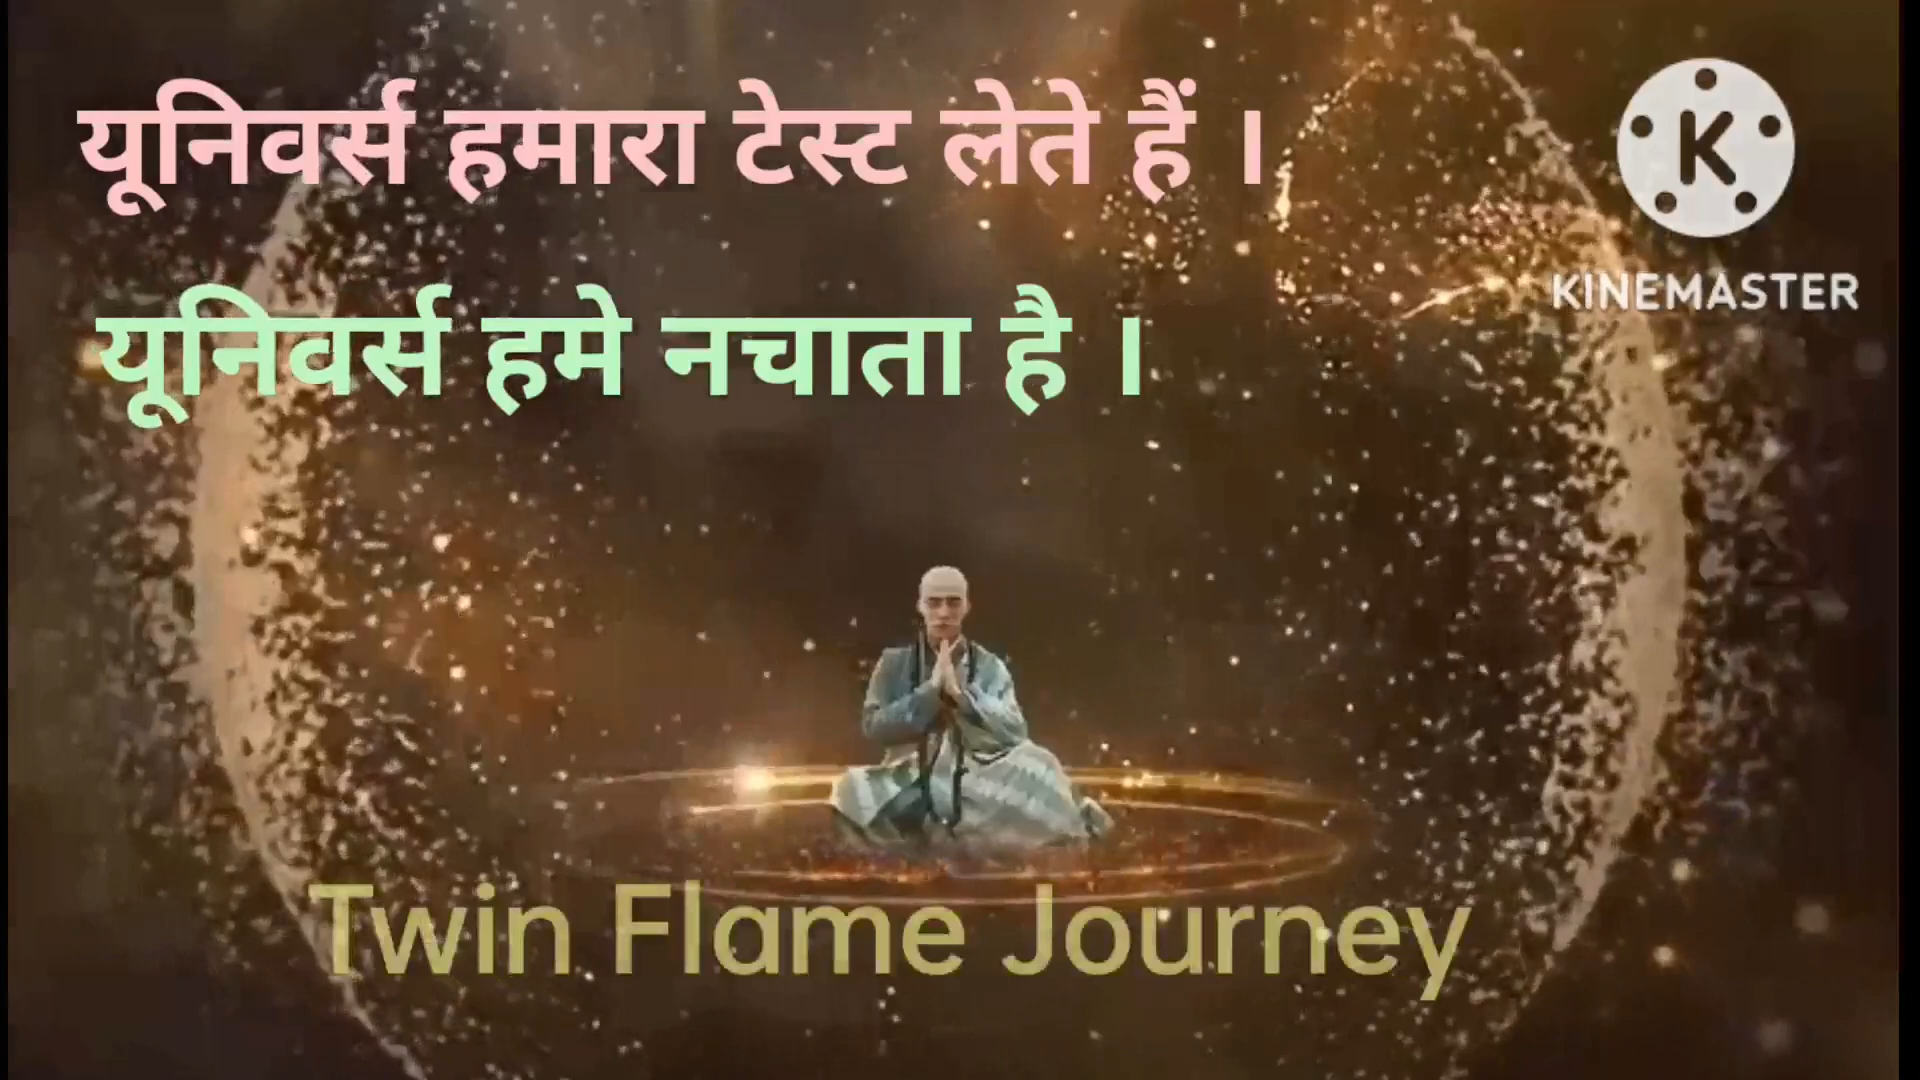 यूनिवर्स हमारा टेस्ट लेते हैं ।
K
KINEMASTER
यूनिवर्स हमे नचाता है ।
Twin Flame Journey